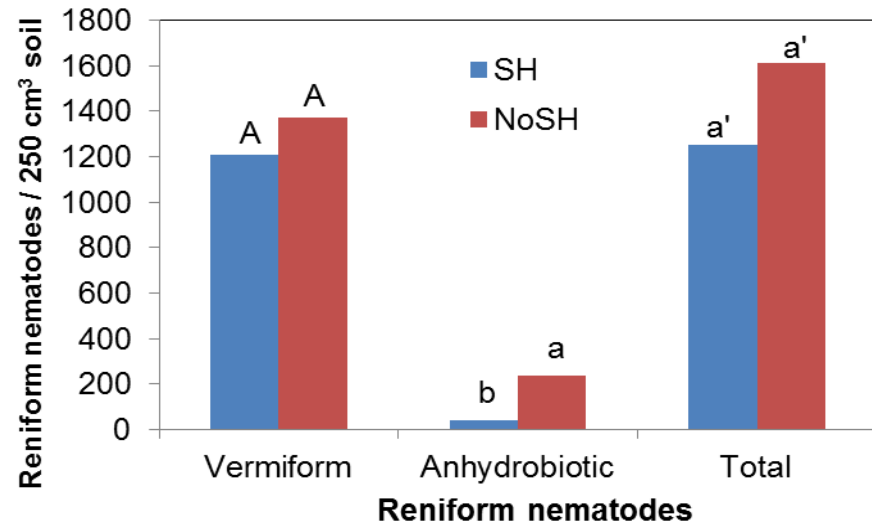 Reniform nematodes / 250 cm³ soil
1800
1600
1400
1200
1000
800
600
400
200
0
SH
NoSH
A
A
b
a
a'
a'
Vermiform
Anhydrobiotic
Total
Reniform nematodes